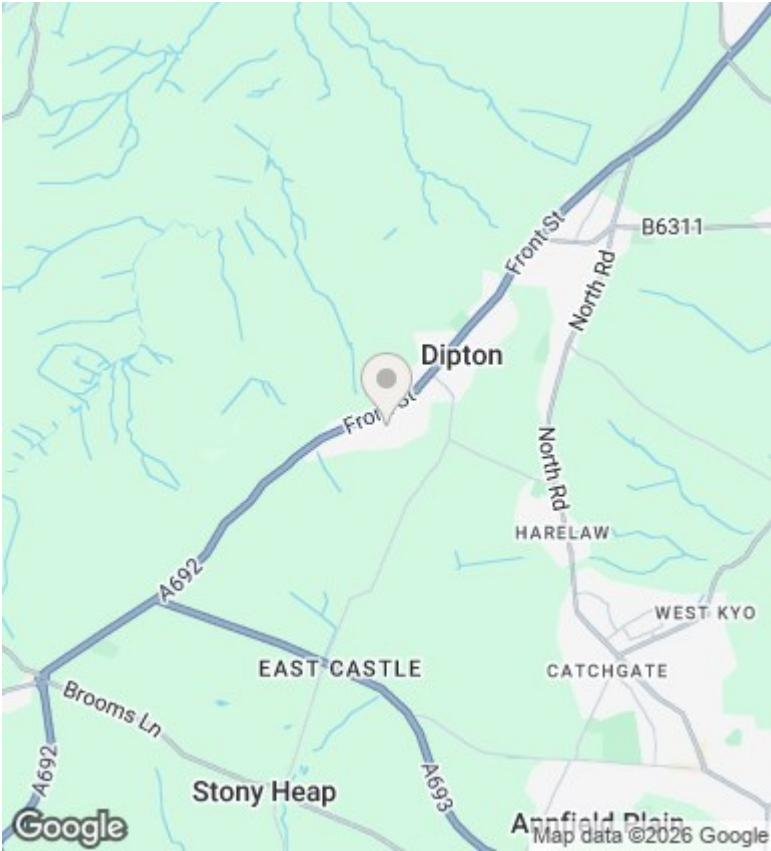 Front St
B6311
North Rd
Dipton
Front St
North Rd
HARELAW
A692
WEST KYO
EAST CASTLE
CATCHGATE
Brooms Ln
A692
A693
Stony Heap
Annfield Plain
Google
Map data ©2026 Google